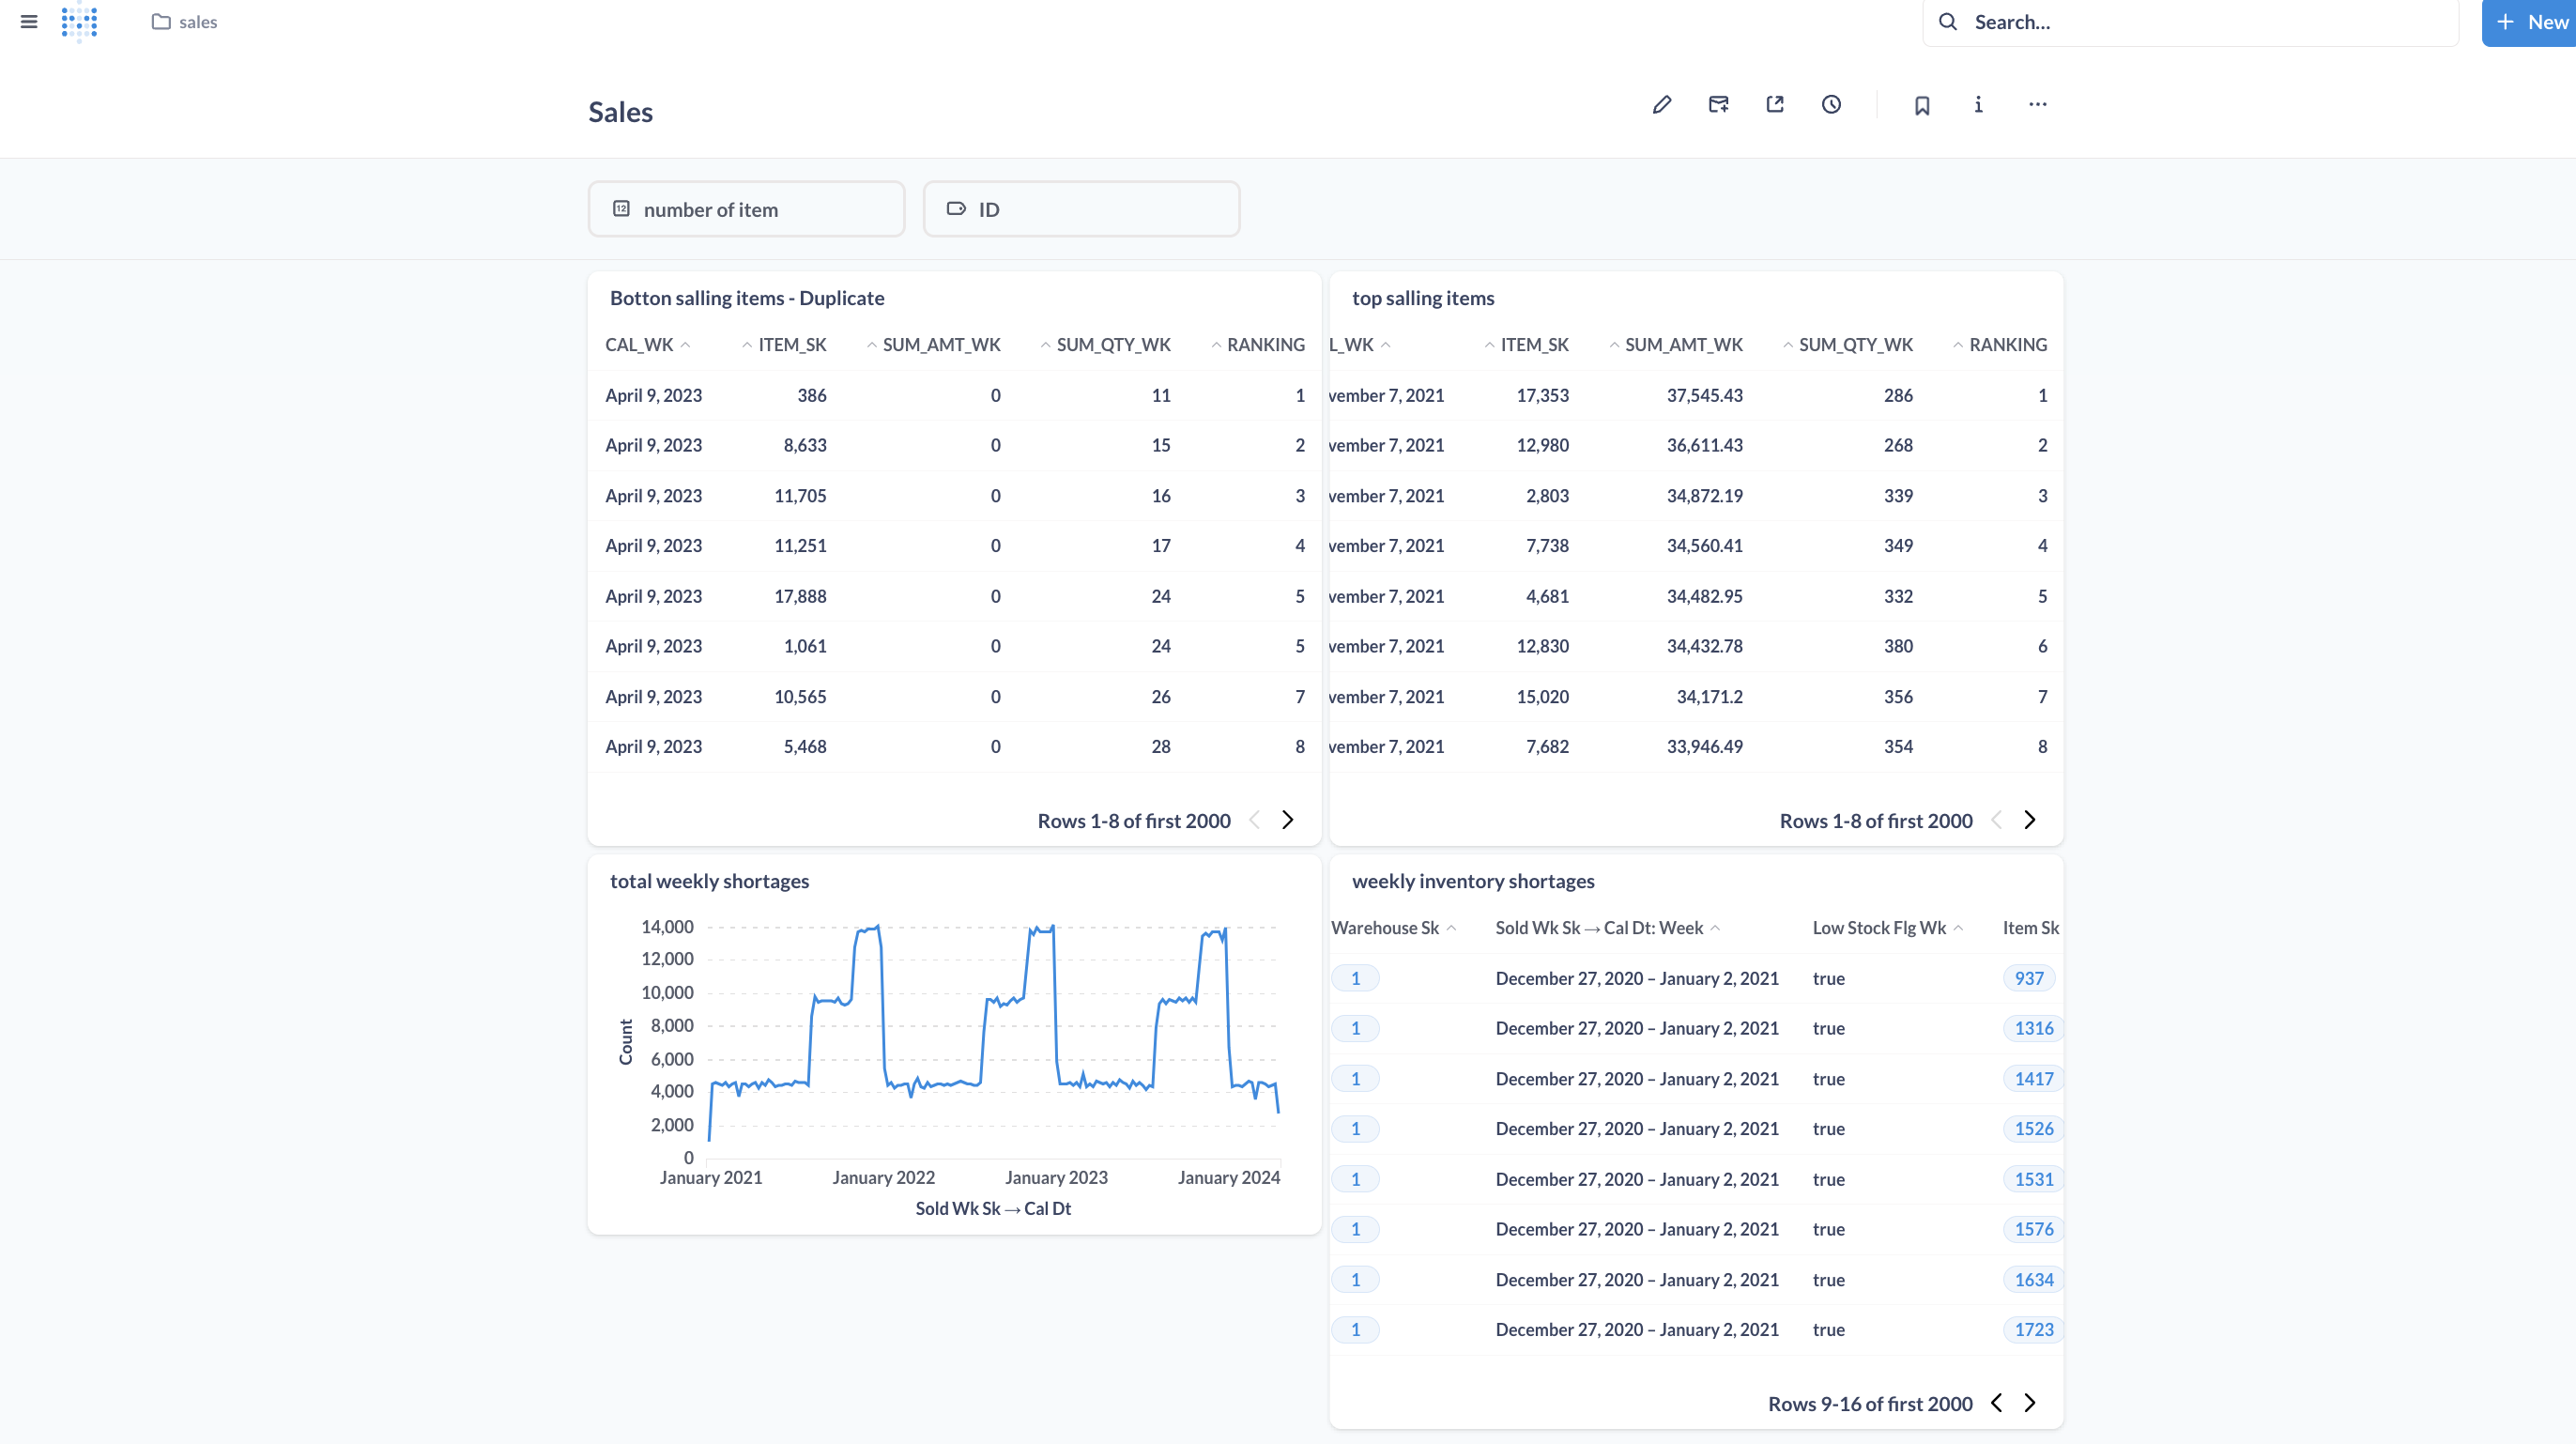 sales
Search...
New
Sales
number of item
ID
Botton salling items - Duplicate
CAL_WK ITEM_SK SUM_AMT_WK SUM_QTY_WK RANKING
April 9, 2023 386 0 11 1
April 9, 2023 8,633 0 15 2
April 9, 2023 11,705 0 16 3
April 9, 2023 11,251 0 17 4
April 9, 2023 17,888 0 24 5
April 9, 2023 1,061 0 24 5
April 9, 2023 10,565 0 26 7
April 9, 2023 5,468 0 28 8
Rows 1-8 of first 2000
top salling items
L_WK ITEM_SK SUM_AMT_WK SUM_QTY_WK RANKING
vember 7, 2021 17,353 37,545.43 286 1
vember 7, 2021 12,980 36,611.43 268 2
vember 7, 2021 2,803 34,872.19 339 3
vember 7, 2021 7,738 34,560.41 349 4
vember 7, 2021 4,681 34,482.95 332 5
vember 7, 2021 12,830 34,432.78 380 6
vember 7, 2021 15,020 34,171.2 356 7
vember 7, 2021 7,682 33,946.49 354 8
Rows 1-8 of first 2000
total weekly shortages
14,000
12,000
10,000
8,000
6,000
4,000
2,000
0
Count
January 2021 January 2022 January 2023 January 2024
Sold Wk Sk → Cal Dt
weekly inventory shortages
Warehouse Sk Sold Wk Sk → Cal Dt: Week Low Stock Flg Wk Item Sk
1 December 27, 2020 – January 2, 2021 true 937
1 December 27, 2020 – January 2, 2021 true 1316
1 December 27, 2020 – January 2, 2021 true 1417
1 December 27, 2020 – January 2, 2021 true 1526
1 December 27, 2020 – January 2, 2021 true 1531
1 December 27, 2020 – January 2, 2021 true 1576
1 December 27, 2020 – January 2, 2021 true 1634
1 December 27, 2020 – January 2, 2021 true 1723
Rows 9-16 of first 2000